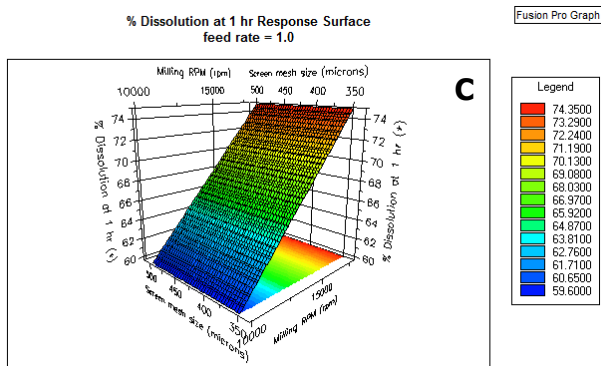 % Dissolution at 1 hr Response Surface
feed rate = 1.0
Fusion Pro Graph
C
Milling RPM (rpm) Screen mesh size (microns)
10000 15000 500 450 400 350
74
72
70
68
66
64
62
60
% Dissolution at 1 hr (+)
74
72
70
68
66
64
62
60
% Dissolution at 1 hr (+)
500 450 400 350
Screen mesh size (microns)
10000 15000
Milling RPM (rpm)
Legend
74.3500
73.2900
72.2400
71.1900
70.1300
69.0800
68.0300
66.9700
65.9200
64.8700
63.8100
62.7600
61.7100
60.6500
59.6000